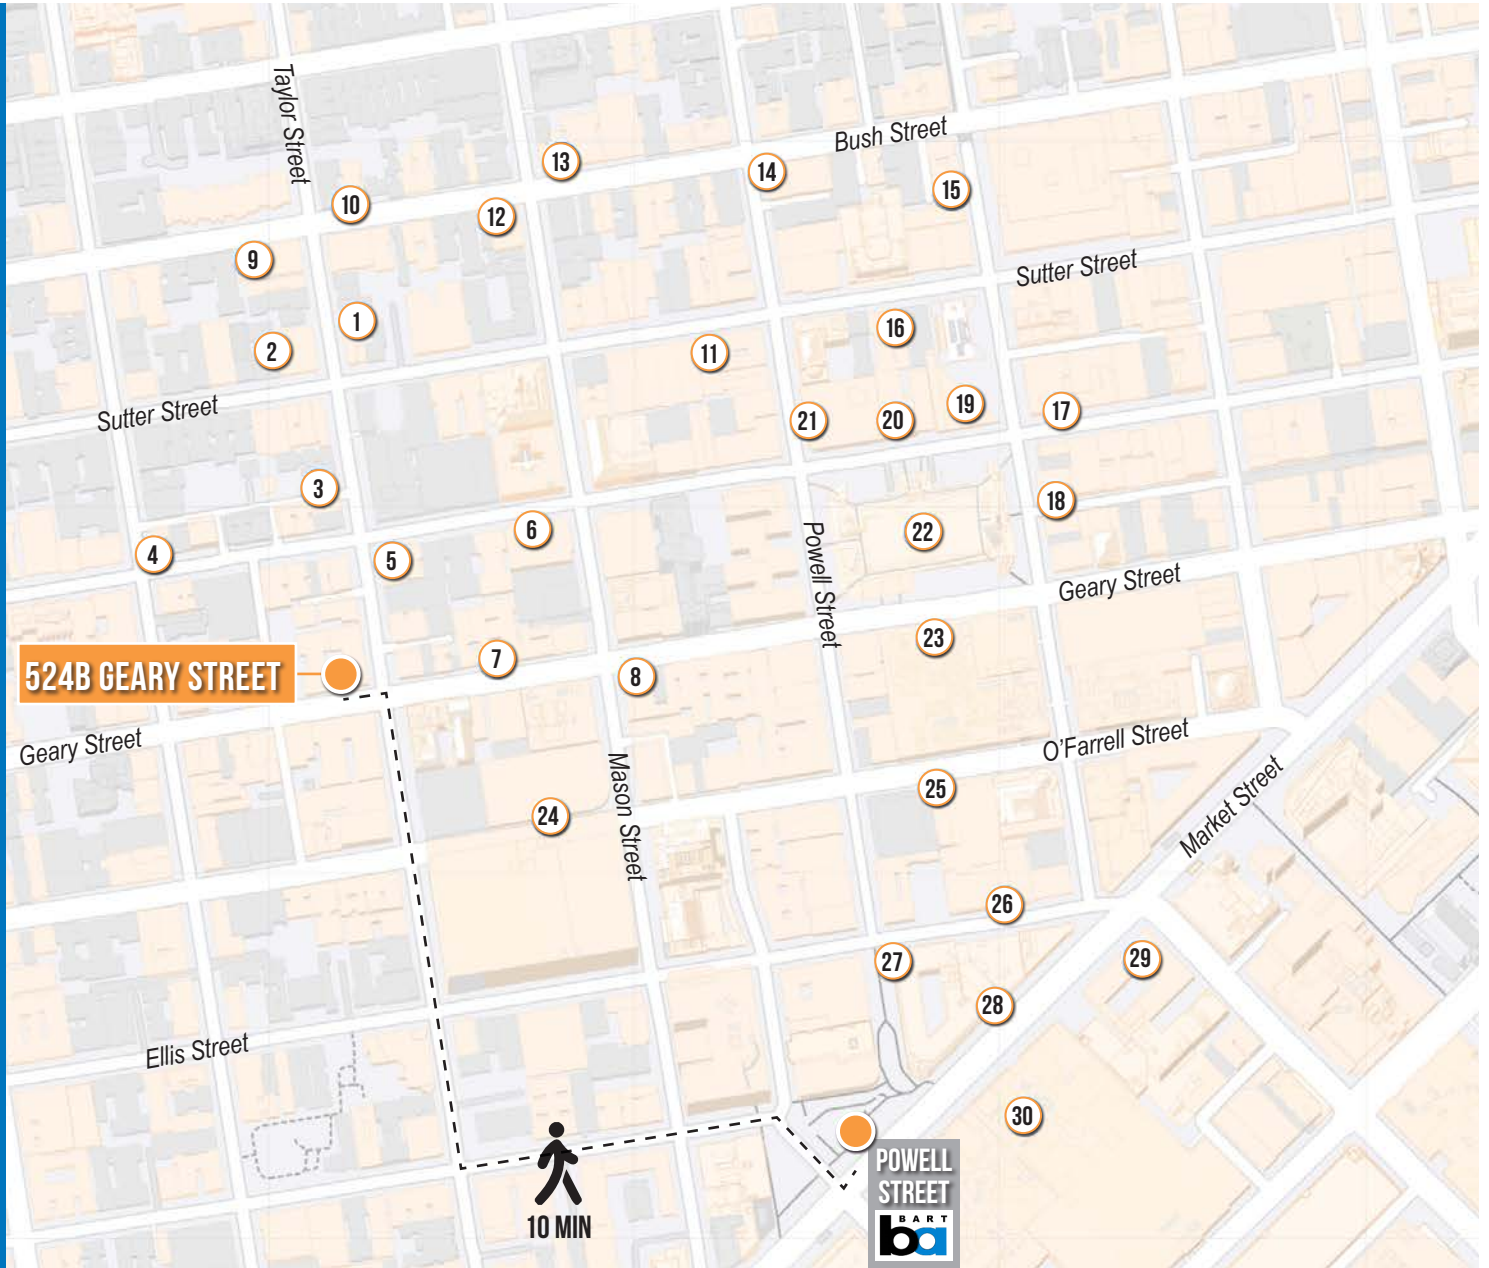 Taylor Street
Bush Street
13
14
15
10
12
9
Sutter Street
1
2
16
11
Sutter Street
19
17
21
20
3
18
6
22
4
5
Powell Street
Geary Street
23
7
8
524B GEARY STREET
Geary Street
O'Farrell Street
Mason Street
25
Market Street
24
26
27
29
28
Ellis Street
30
POWELL
STREET
BART
ba
10 MIN